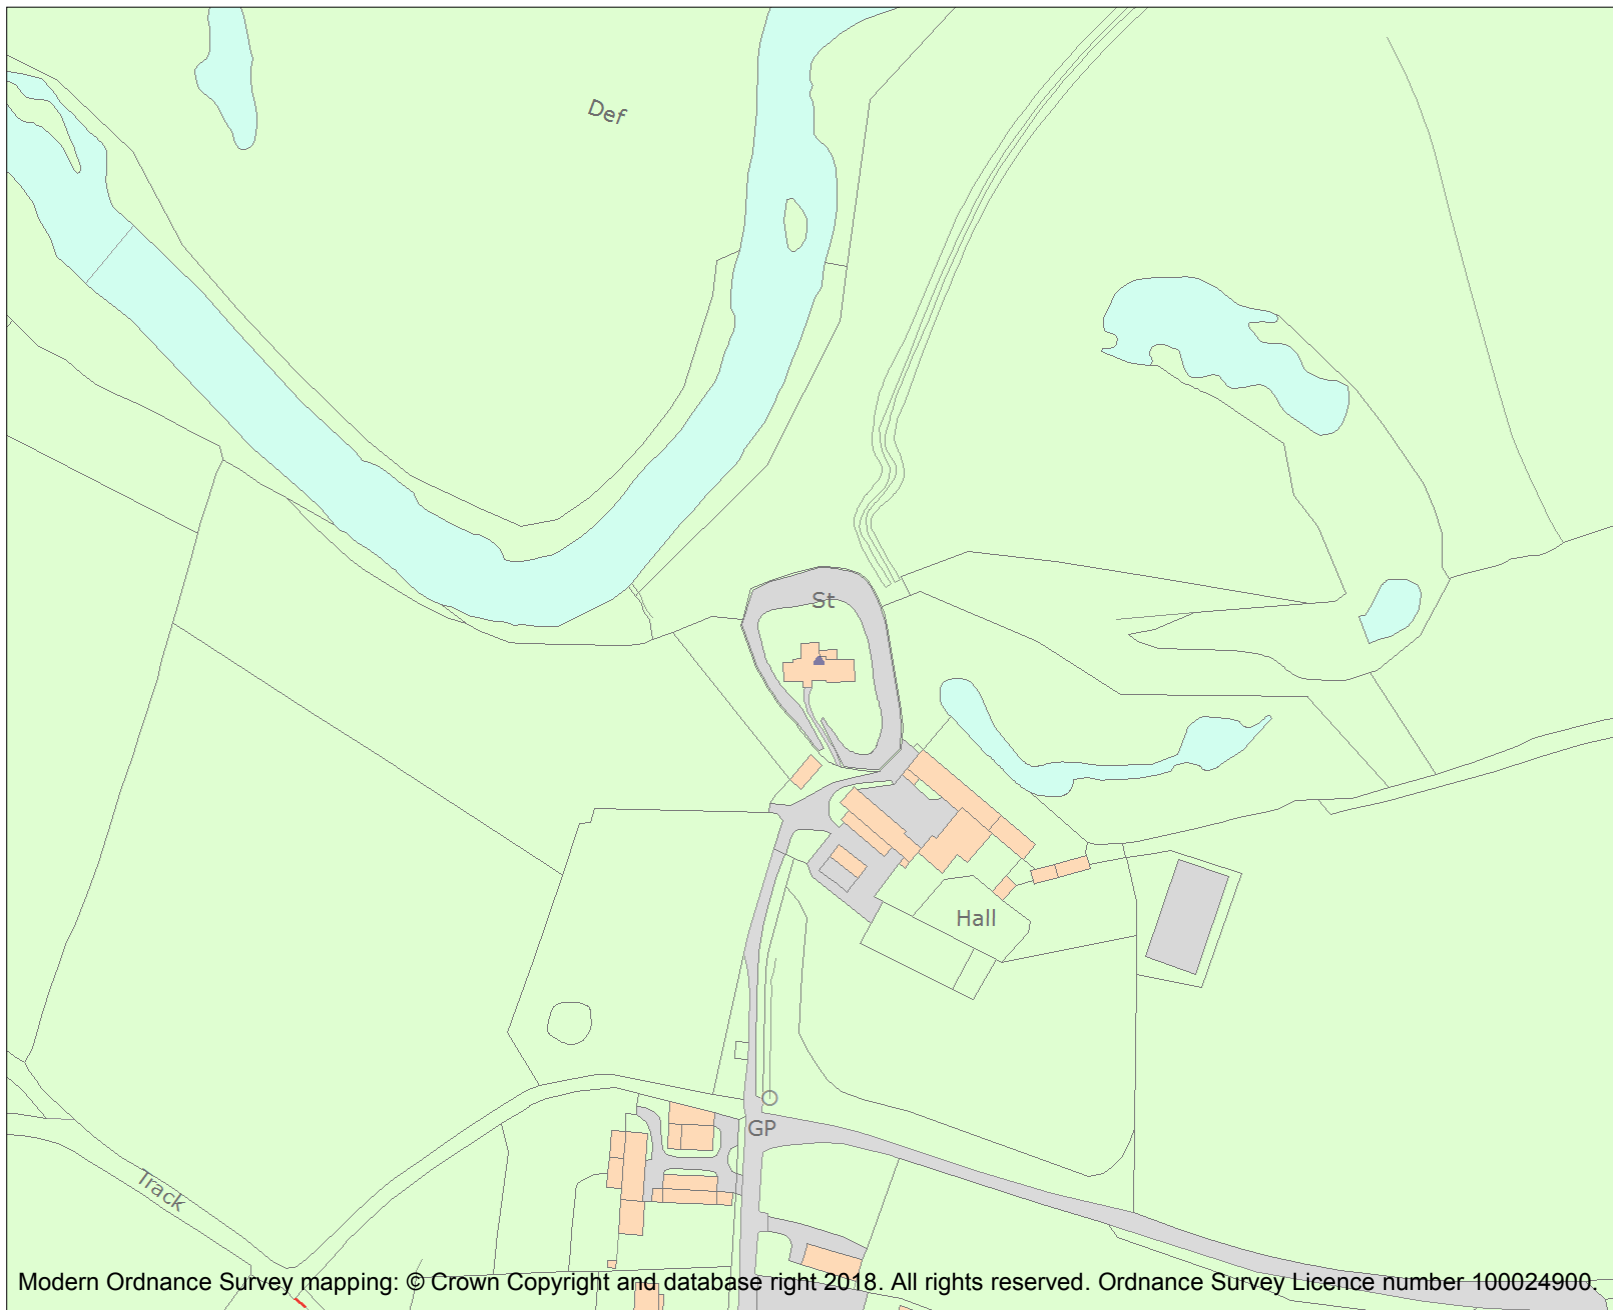 Def
St
Hall
GP
Track
Modern Ordnance Survey mapping: © Crown Copyright and database right 2018. All rights reserved. Ordnance Survey Licence number 100024900.